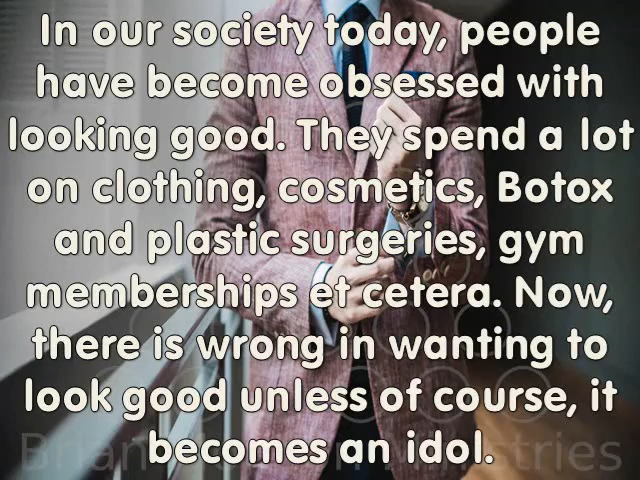 In our society today, people
have become obsessed with
looking good. They spend a lot
on clothing, cosmetics, Botox
and plastic surgeries, gym
memberships et cetera. Now,
there is wrong in wanting to
look good unless of course, it
becomes an idol.